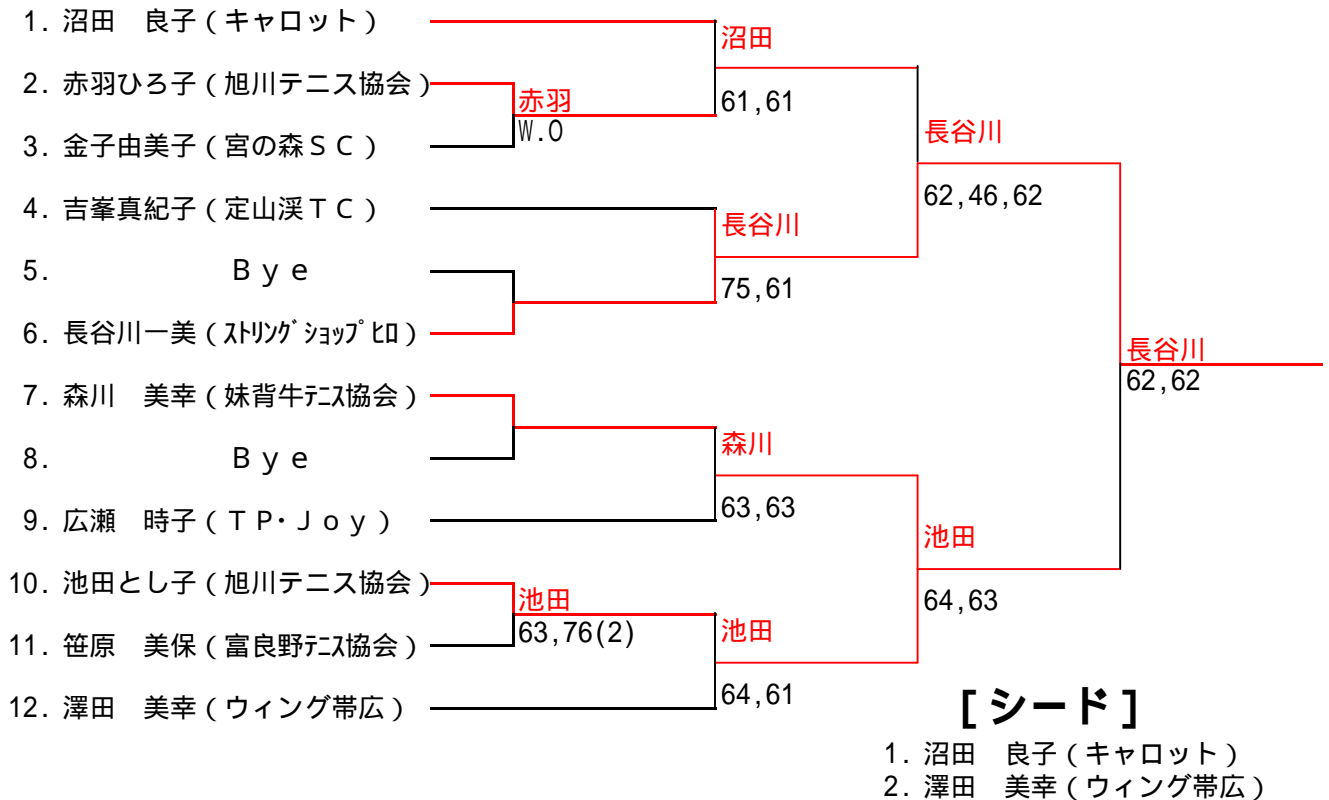 1. 沼田　良子(キャロット)
2. 赤羽ひろ子(旭川テニス協会)
3. 金子由美子(宮の森ＳＣ)
4. 吉峯真紀子(定山渓ＴＣ)
5. Ｂｙｅ
6. 長谷川一美(ｽﾄﾘﾝｸﾞｼｮｯﾌﾟﾋﾛ)
7. 森川　美幸(妹背牛ﾃﾆｽ協会)
8. Ｂｙｅ
9. 広瀬　時子(ＴＰ･Ｊｏｙ)
10. 池田とし子(旭川テニス協会)
11. 笹原　美保(富良野ﾃﾆｽ協会)
12. 澤田　美幸(ウィング帯広)
赤羽
W.O
池田
63,76(2)
沼田
61,61
長谷川
75,61
森川
63,63
池田
64,61
長谷川
62,46,62
池田
64,63
長谷川
62,62
[シード]
1. 沼田　良子(キャロット)
2. 澤田　美幸(ウィング帯広)